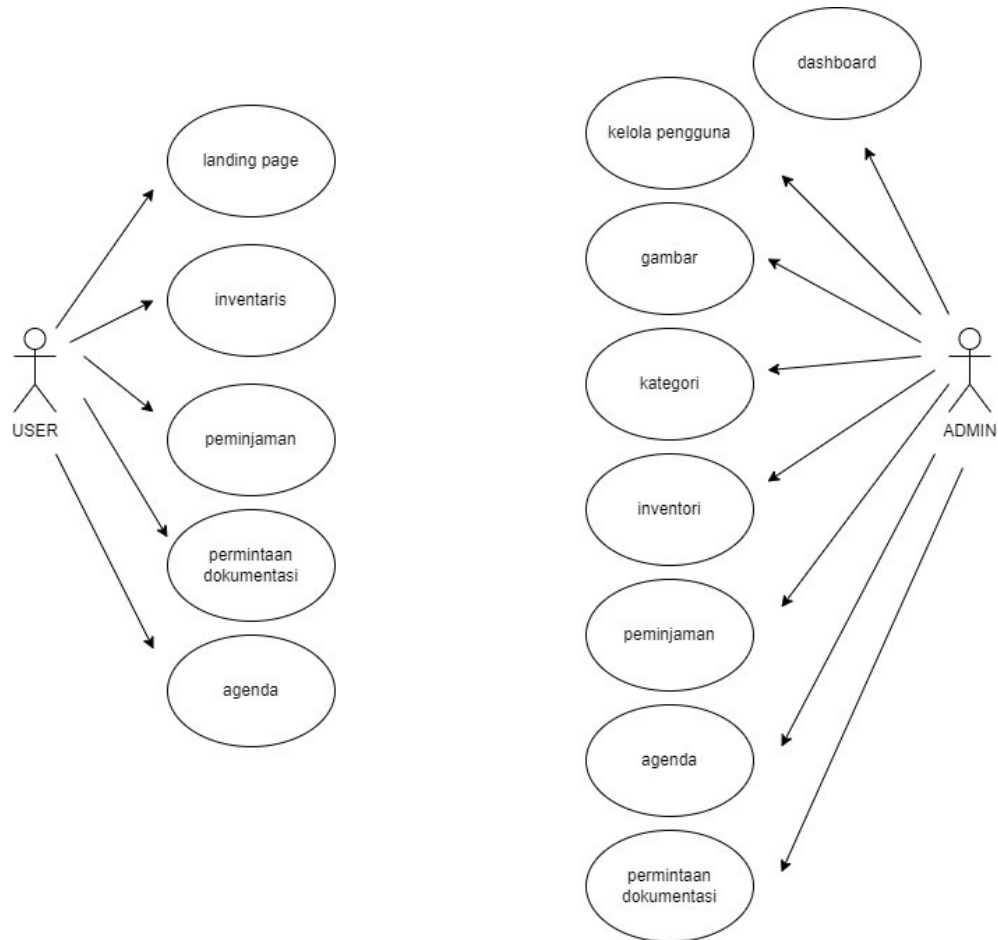 landing page
inventaris
peminjaman
permintaan
dokumentasi
agenda
USER
dashboard
kelola pengguna
gambar
kategori
inventori
peminjaman
agenda
permintaan
dokumentasi
ADMIN